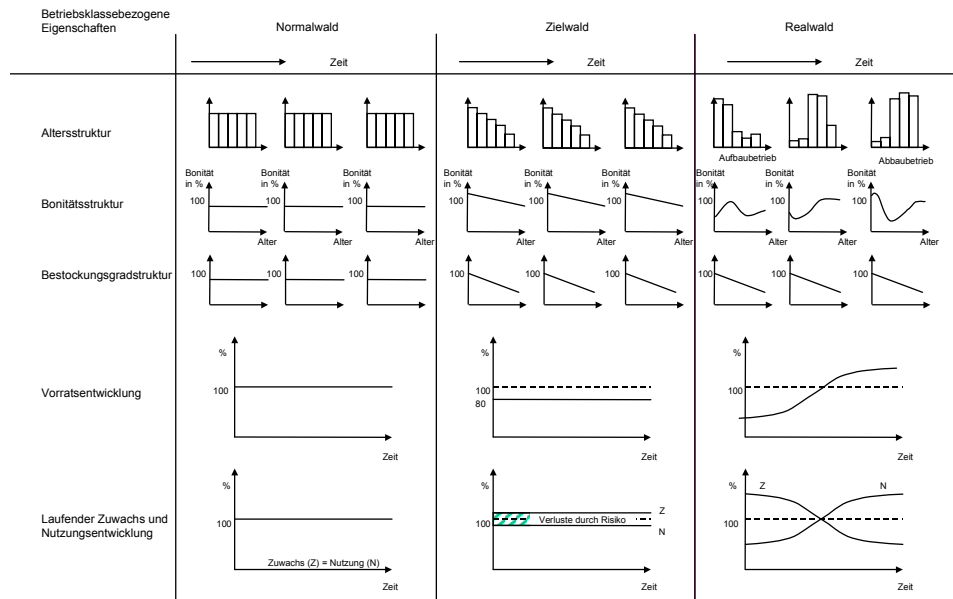 Betriebsklassebezogene
Eigenschaften
Normalwald
Zielwald
Realwald
Zeit
Zeit
Zeit
Altersstruktur
Aufbaubetrieb
Abbaubetrieb
Bonität
in %
Bonität
in %
Bonität
in %
Bonität
in %
Bonität
in %
Bonität
in %
Bonität
in %
Bonität
in %
Bonität
in %
Bonitätsstruktur
100
100
100
100
100
100
100
100
100
Alter
Alter
Alter
Alter
Alter
Alter
Alter
Alter
Alter
Bestockungsgradstruktur
100
100
100
100
100
100
100
100
100
%
%
%
Vorratsentwicklung
100
100
80
100
Zeit
Zeit
Zeit
%
%
%
Z
N
Laufender Zuwachs und
Nutzungsentwicklung
100
100
Verluste durch Risiko
Z
N
100
Zuwachs (Z) = Nutzung (N)
Zeit
Zeit
Zeit